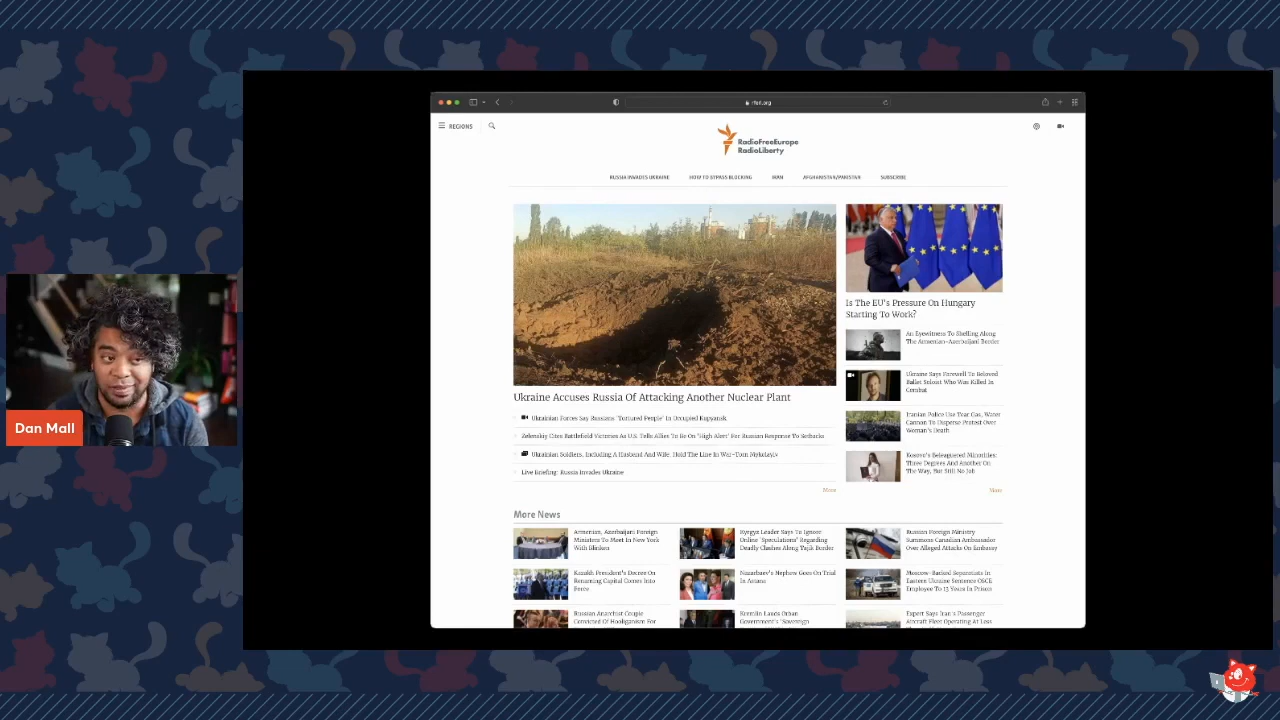 rferl.org
REGIONS
RadioFreeEurope
RadioLiberty
RUSSIA INVADES UKRAINE
HOW TO BYPASS BLOCKING
IRAN
AFGHANISTAN/PAKISTAN
SUBSCRIBE
Ukraine Accuses Russia Of Attacking Another Nuclear Plant
Ukrainian Forces Say Russians 'Tortured People' In Occupied Kupyansk
Zelenskiy Cites Battlefield Victories As U.S. Tells Allies To Be On 'High Alert' For Russian Response To Setbacks
Ukrainian Soldiers, Including A Husband And Wife, Hold The Line In War-Torn Mykolayiv
Live Briefing: Russia Invades Ukraine
More
Is The EU's Pressure On Hungary
Starting To Work?
An Eyewitness To Shelling Along
The Armenian-Azerbaijani Border
Ukraine Says Farewell To Beloved
Ballet Soloist Who Was Killed In
Combat
Iranian Police Use Tear Gas, Water
Cannon To Disperse Protest Over
Woman's Death
Kosovo's Beleaguered Minorities:
Three Degrees And Another On
The Way, But Still No Job
More
More News
Armenian, Azerbaijani Foreign
Ministers To Meet In New York
With Blinken
Kyrgyz Leader Says To Ignore
Online 'Speculations' Regarding
Deadly Clashes Along Tajik Border
Russian Foreign Ministry
Summons Canadian Ambassador
Over Alleged Attacks On Embassy
Kazakh President's Decree On
Renaming Capital Comes Into
Force
Nazarbaev's Nephew Goes On Trial
In Astana
Moscow-Backed Separatists In
Eastern Ukraine Sentence OSCE
Employee To 13 Years In Prison
Russian Anarchist Couple
Convicted Of Hooliganism For
Kremlin Lauds Orban
Government's 'Sovereign
Expert Says Iran's Passenger
Aircraft Fleet Operating At Less
Dan Mall